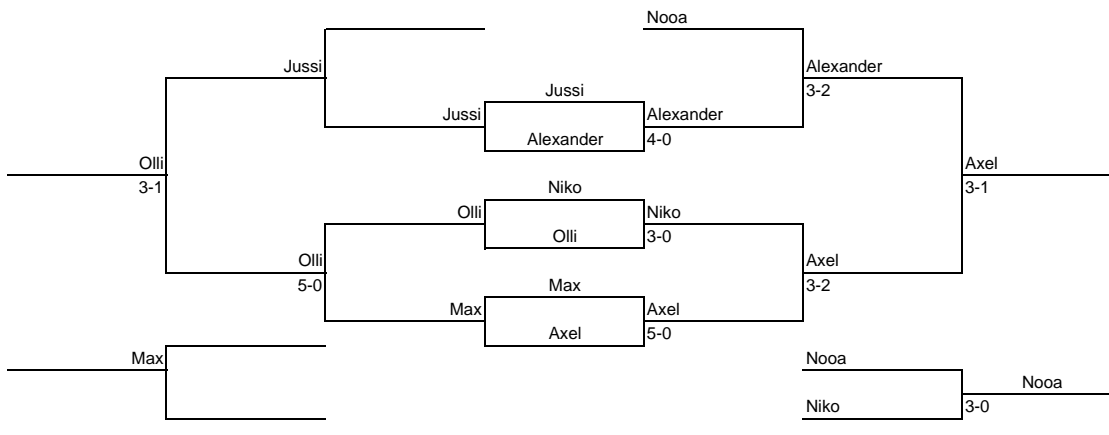 Nooa
Jussi
Alexander
3-2
Jussi
Jussi
Alexander
Alexander
4-0
Olli
3-1
Axel
3-1
Niko
Olli
Niko
Olli
3-0
Olli
5-0
Axel
3-2
Max
Max
Axel
Axel
5-0
Max
Nooa
Nooa
Niko
3-0